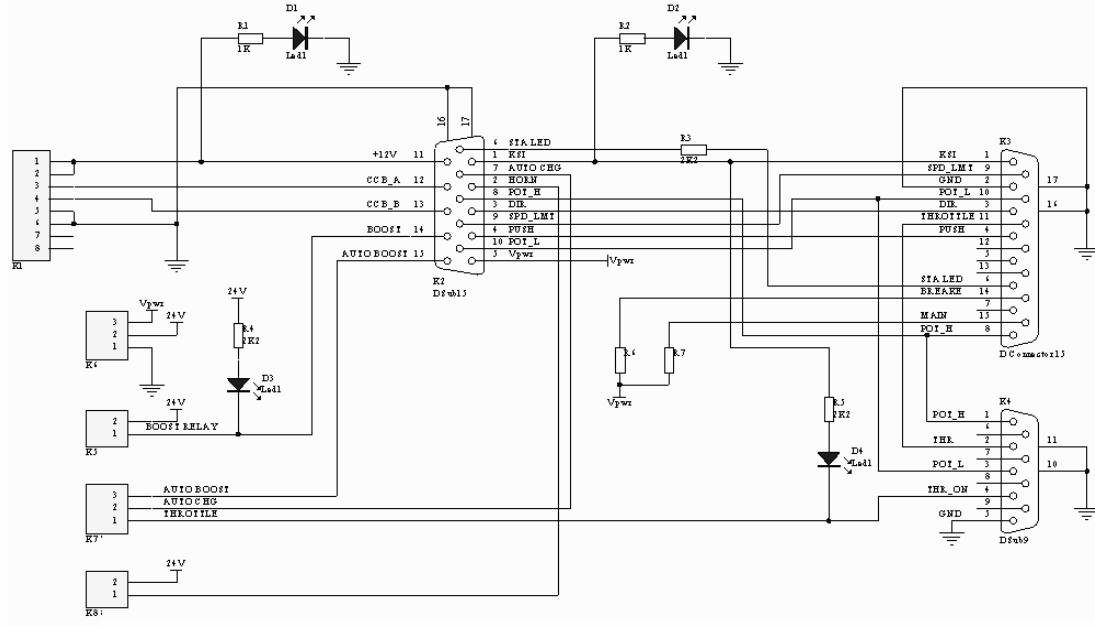 D1
R1
1K
Led1
D2
R2
1K
Led1
16
17
6 STA LED
1 KSI
7 AUTO CHG
2 HORN
8 POT_H
3 DIR
9 SPD_LMT
4 PUSH
10 POT_L
5 Vpwr
+12V 11
CCB_A 12
CCB_B 13
BOOST 14
AUTO BOOST 15
K2
DSub15
Vpwr
R3
2K2
1
2
3
4
5
6
7
8
K1
K3
KSI 1
SPD_LMT 9
GND 2
POT_L 10
DIR 3
THROTTLE 11
PUSH 4
12
5
13
STA LED 6
BREAKE 14
7
MAIN 15
POT_H 8
17
16
DConnector15
Vpwr
24V
3
2
1
K6
24V
R4
2K2
D3
Led1
24V
2
1
BOOST RELAY
K5
R6
R7
Vpwr
R5
2K2
D4
Led1
K4
POT_H 1
6
THR 2
7
POT_L 3
8
THR_ON 4
9
GND 5
11
10
DSub9
3 AUTO BOOST
2 AUTO CHG
1 THROTTLE
K7
24V
2
1
K8